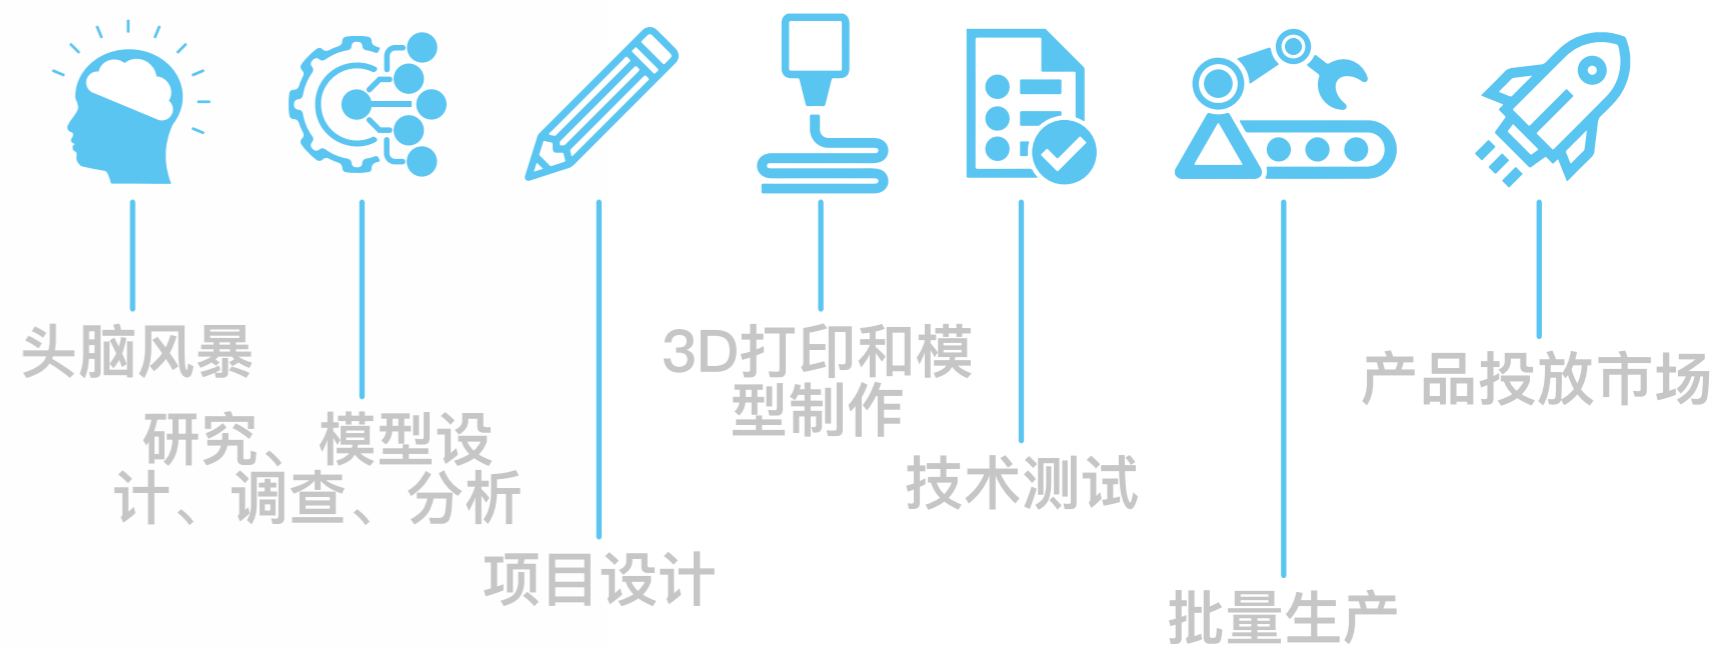 头脑风暴
研究、模型设
计、调查、分析
项目设计
3D打印和模
型制作
技术测试
批量生产
产品投放市场